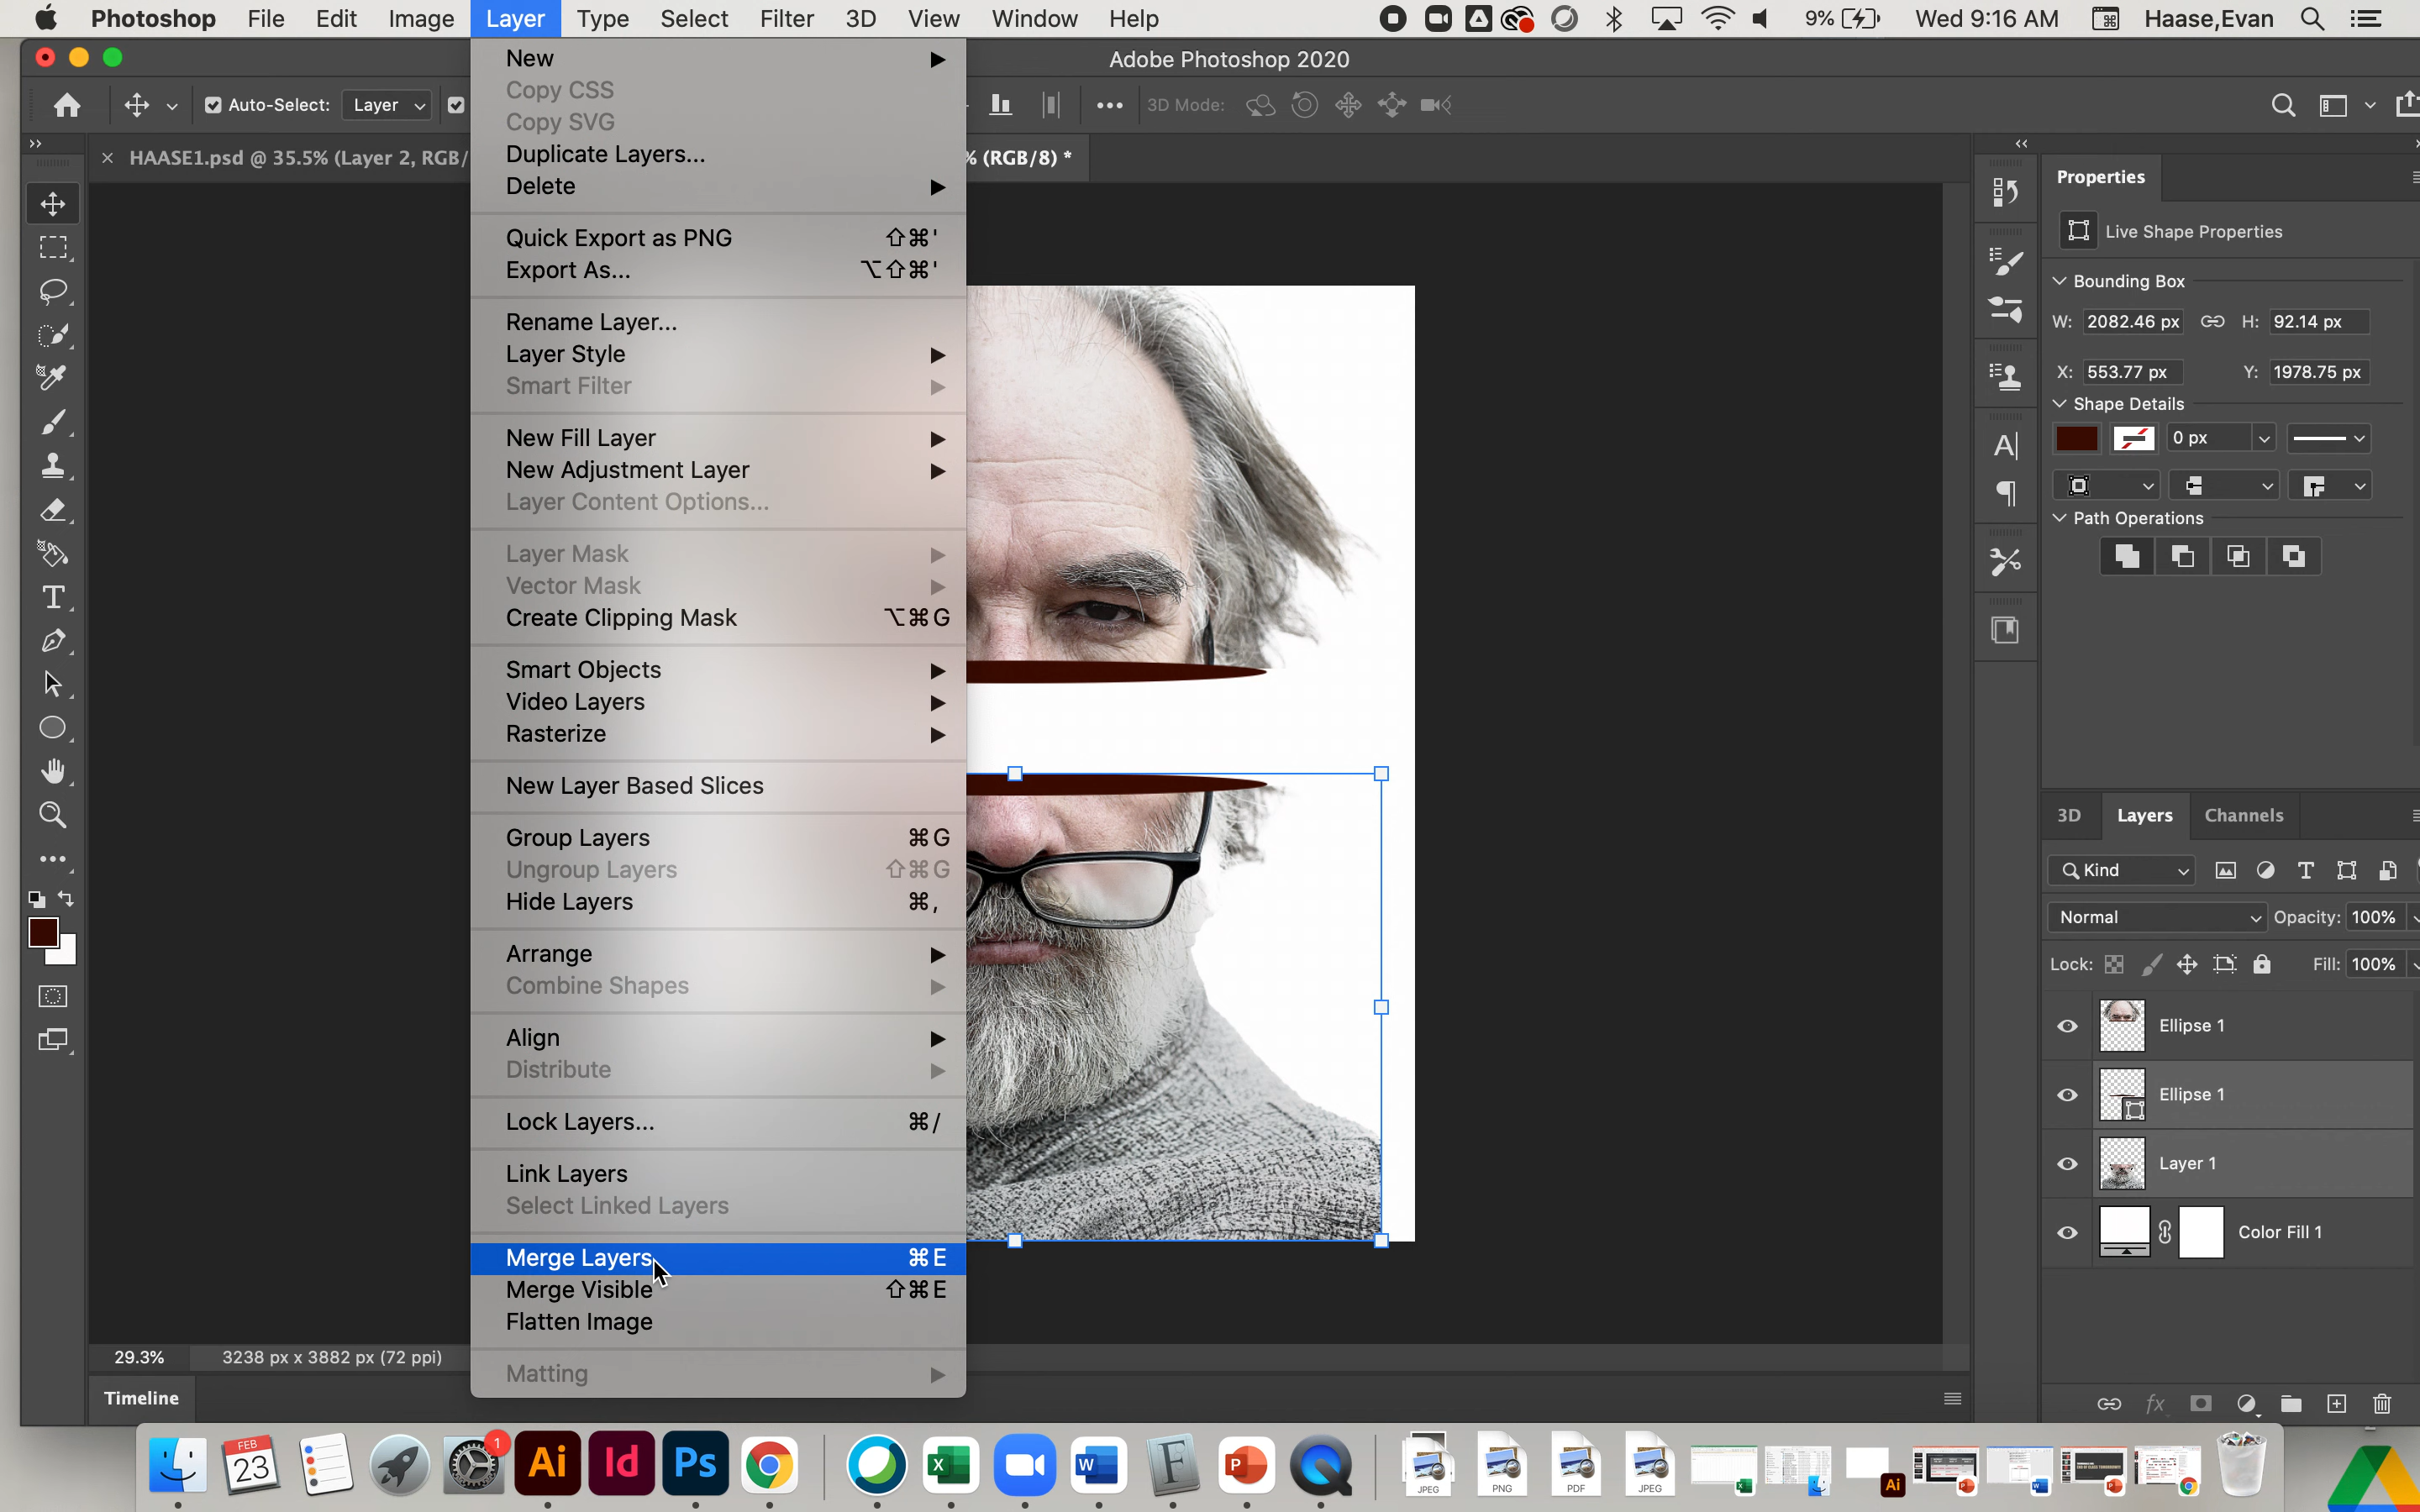 Photoshop File Edit Image Layer Type Select Filter 3D View Window Help 9% Wed 9:16 AM Haase,Evan
Adobe Photoshop 2020
Auto-Select: Layer 3D Mode:
HAASE1.psd @ 35.5% (Layer 2, RGB/ % (RGB/8) *
New
Copy CSS
Copy SVG
Duplicate Layers...
Delete
Quick Export as PNG ⇧⌘'
Export As... ⌥⇧⌘'
Rename Layer...
Layer Style
Smart Filter
New Fill Layer
New Adjustment Layer
Layer Content Options...
Layer Mask
Vector Mask
Create Clipping Mask ⌥⌘G
Smart Objects
Video Layers
Rasterize
New Layer Based Slices
Group Layers ⌘G
Ungroup Layers ⇧⌘G
Hide Layers ⌘,
Arrange
Combine Shapes
Align
Distribute
Lock Layers... ⌘/
Link Layers
Select Linked Layers
Merge Layers ⌘E
Merge Visible ⇧⌘E
Flatten Image
Matting
Properties
Live Shape Properties
Bounding Box
W: 2082.46 px H: 92.14 px
X: 553.77 px Y: 1978.75 px
Shape Details
0 px
Path Operations
3D Layers Channels
Kind
Normal Opacity: 100%
Lock: Fill: 100%
Ellipse 1
Ellipse 1
Layer 1
Color Fill 1
29.3% 3238 px x 3882 px (72 ppi)
Timeline
FEB
23
1
Ai
Id
Ps
X
W
F
P
JPEG
PNG
PDF
JPEG
Ai